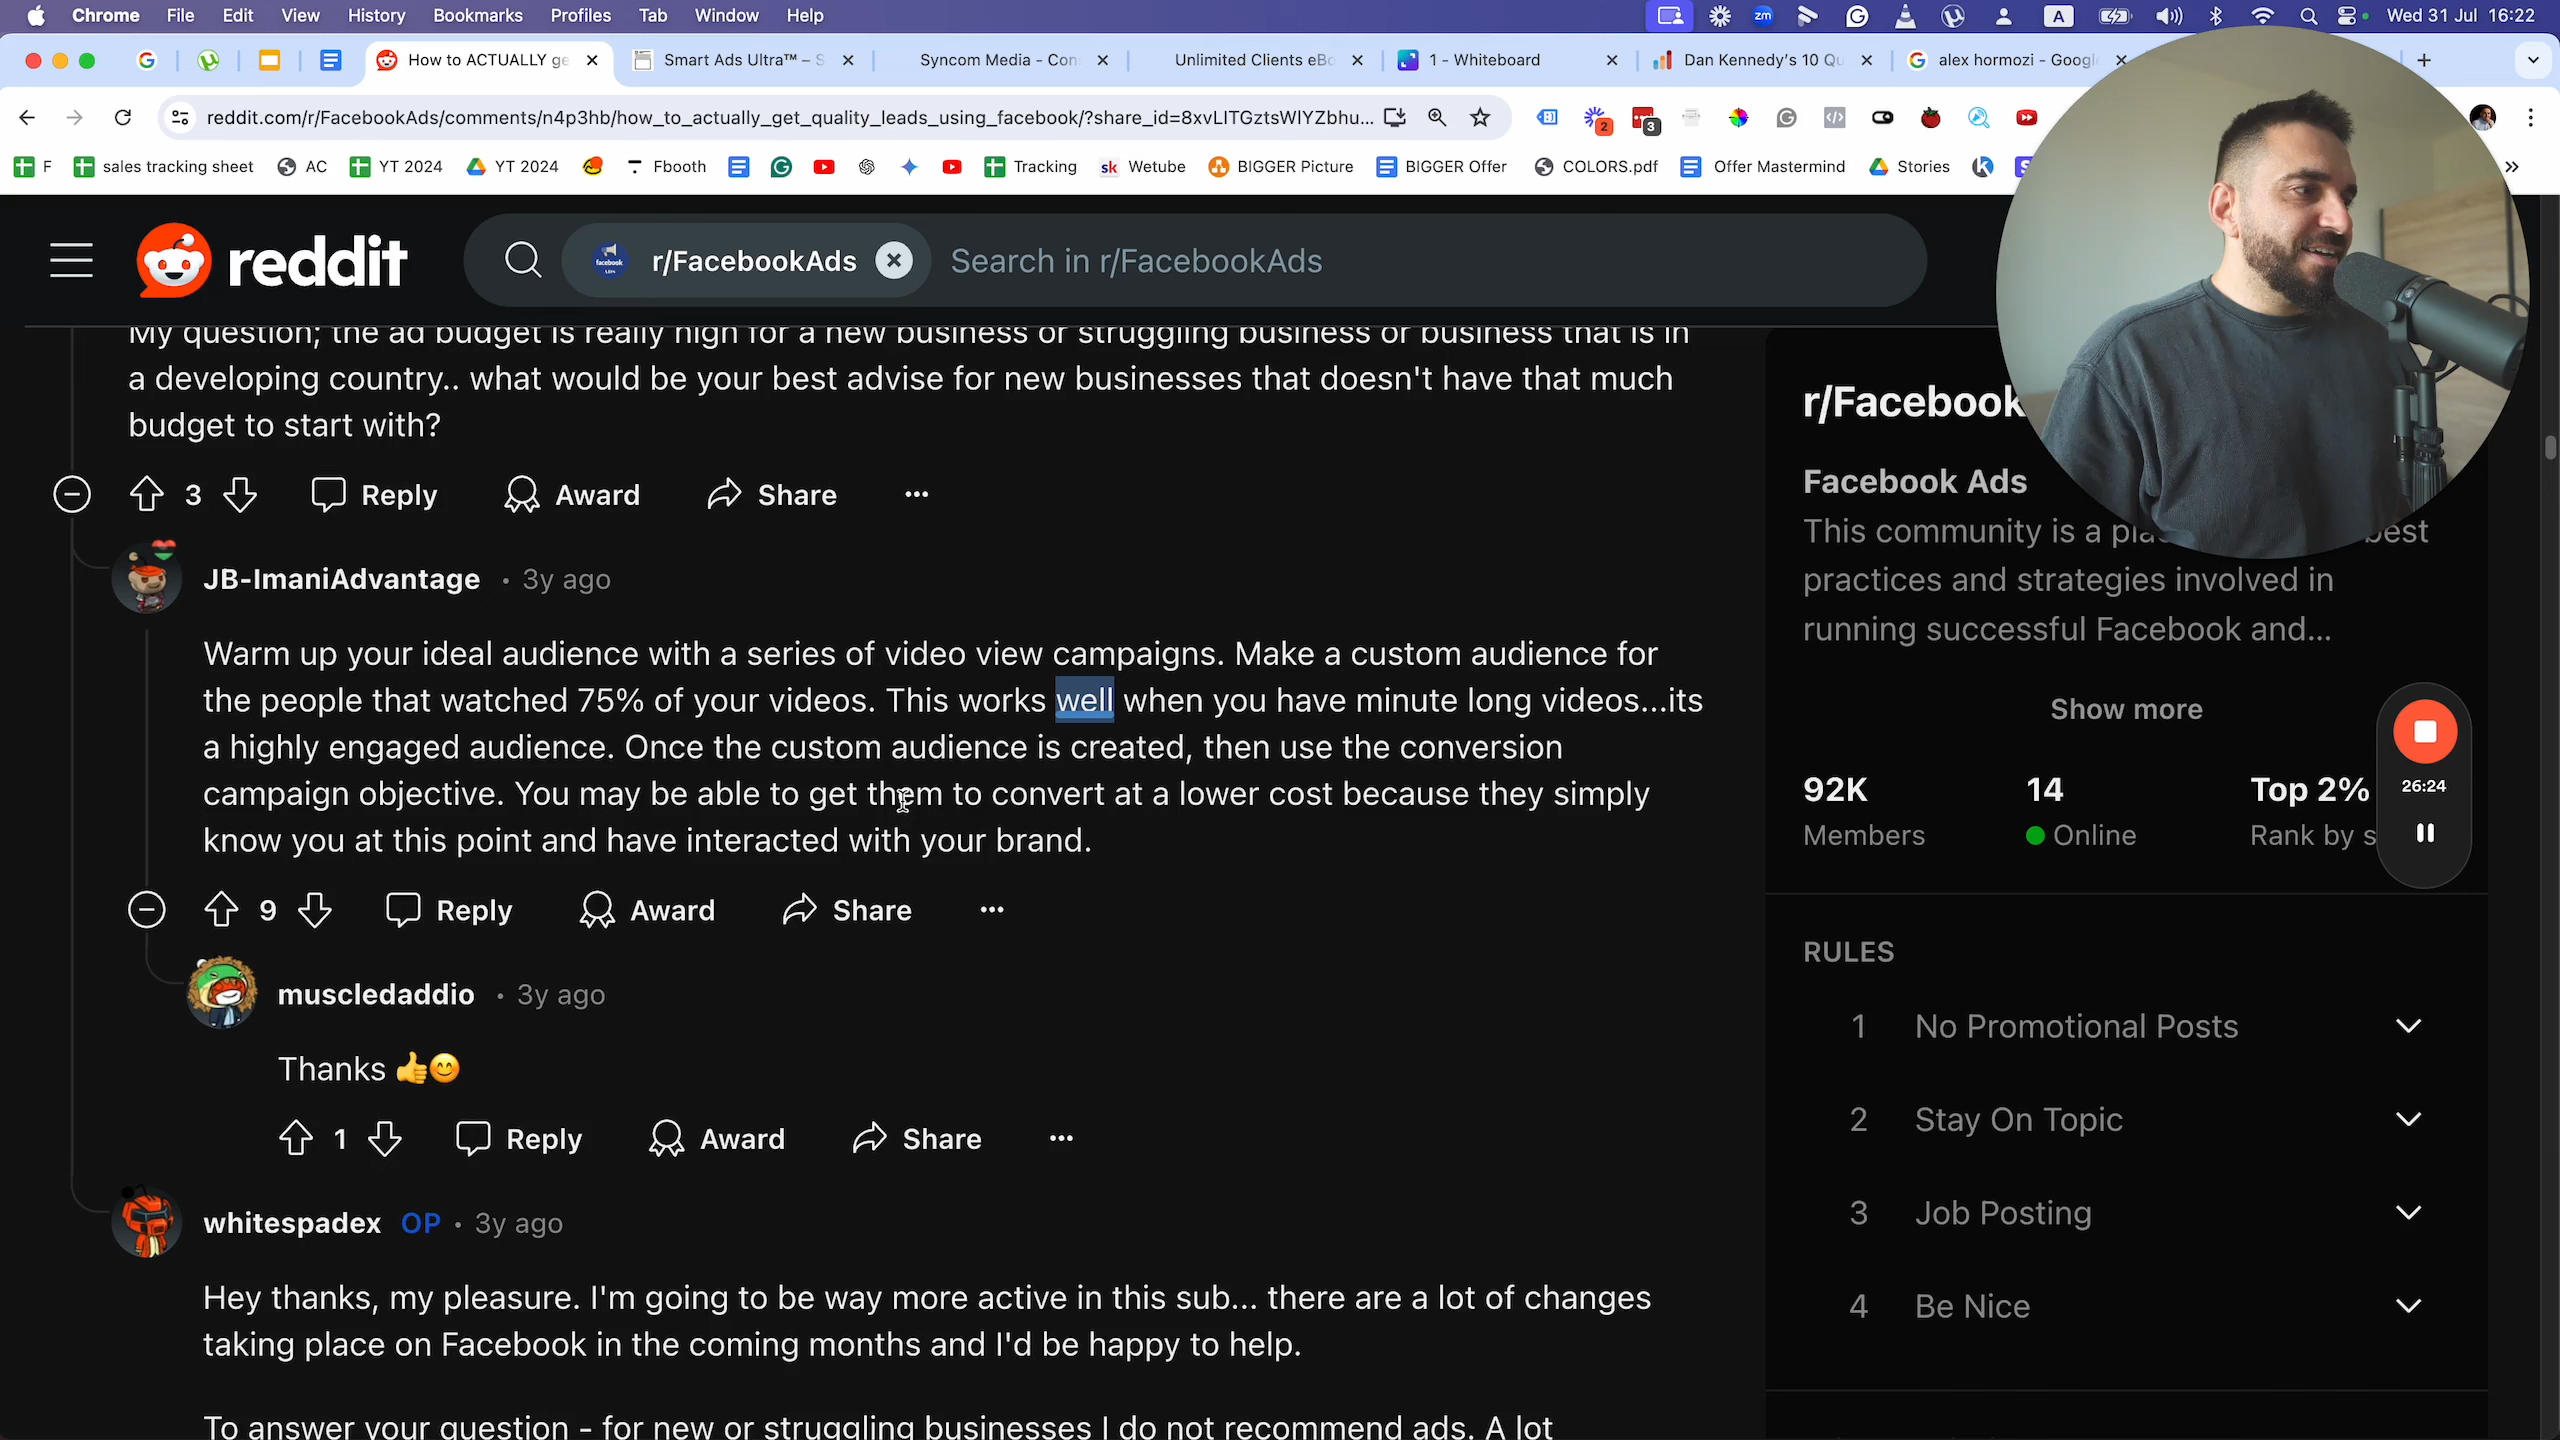 Chrome File Edit View History Bookmarks Profiles Tab Window Help
zm A Wed 31 Jul 16:22
How to ACTUALLY ge
Smart Ads Ultra™ – S
Syncom Media - Con
Unlimited Clients eBo
1 - Whiteboard
Dan Kennedy's 10 Qu
alex hormozi - Googl
reddit.com/r/FacebookAds/comments/n4p3hb/how_to_actually_get_quality_leads_using_facebook/?share_id=8xvLITGztsWlYZbhu...
2 3
F sales tracking sheet AC YT 2024 YT 2024 Fbooth Tracking sk Wetube BIGGER Picture BIGGER Offer COLORS.pdf Offer Mastermind Stories
reddit
facebook ADS
r/FacebookAds
Search in r/FacebookAds
My question; the ad budget is really high for a new business or struggling business or business that is in
a developing country.. what would be your best advise for new businesses that doesn't have that much
budget to start with?
3 Reply Award Share
JB-ImaniAdvantage • 3y ago
Warm up your ideal audience with a series of video view campaigns. Make a custom audience for
the people that watched 75% of your videos. This works well when you have minute long videos...its
a highly engaged audience. Once the custom audience is created, then use the conversion
campaign objective. You may be able to get them to convert at a lower cost because they simply
know you at this point and have interacted with your brand.
9 Reply Award Share
muscledaddio • 3y ago
Thanks 👍😊
1 Reply Award Share
whitespadex OP • 3y ago
Hey thanks, my pleasure. I'm going to be way more active in this sub... there are a lot of changes
taking place on Facebook in the coming months and I'd be happy to help.
To answer your question - for new or struggling businesses I do not recommend ads. A lot
r/Facebook
Facebook Ads
This community is a pla best
practices and strategies involved in
running successful Facebook and...
Show more
92K 14 Top 2%
Members Online Rank by s
26:24
RULES
1 No Promotional Posts
2 Stay On Topic
3 Job Posting
4 Be Nice